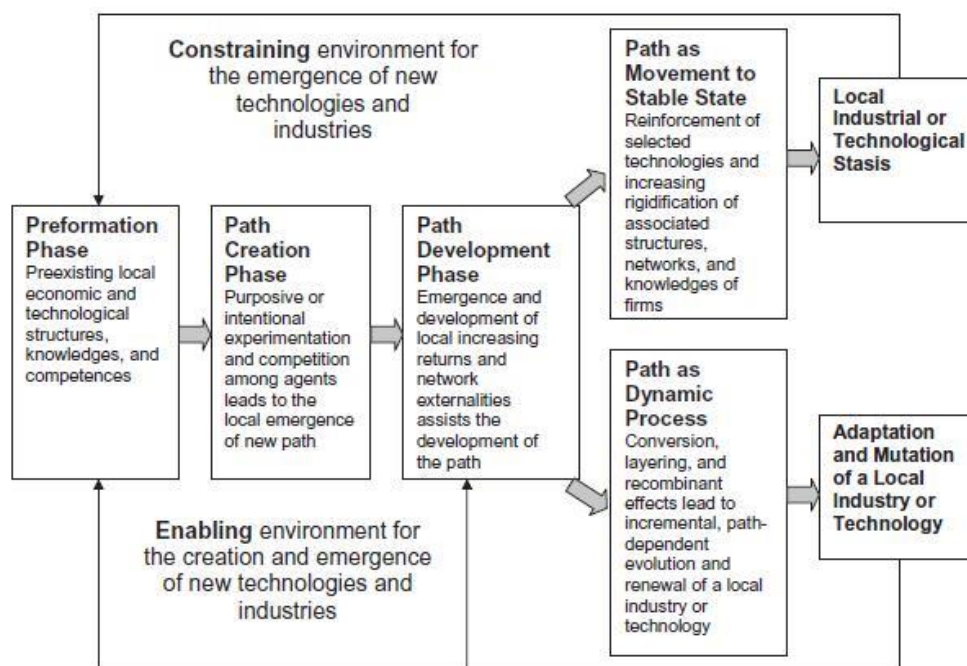 Constraining environment for
the emergence of new
technologies and
industries
Preformation
Phase
Preexisting local
economic and
technological
structures,
knowledges, and
competences
Path
Creation
Phase
Purposive or
intentional
experimentation
and competition
among agents
leads to the
local emergence
of new path
Path
Development
Phase
Emergence and
development of
local increasing
returns and
network
externalities
assists the
development of
the path
Path as
Movement to
Stable State
Reinforcement of
selected
technologies and
increasing
rigidification of
associated
structures,
networks, and
knowledges of
firms
Local
Industrial or
Technological
Stasis
Path as
Dynamic
Process
Conversion,
layering, and
recombinant
effects lead to
incremental, path-
dependent
evolution and
renewal of a local
industry or
technology
Adaptation
and Mutation
of a Local
Industry or
Technology
Enabling environment for
the creation and emergence
of new technologies and
industries